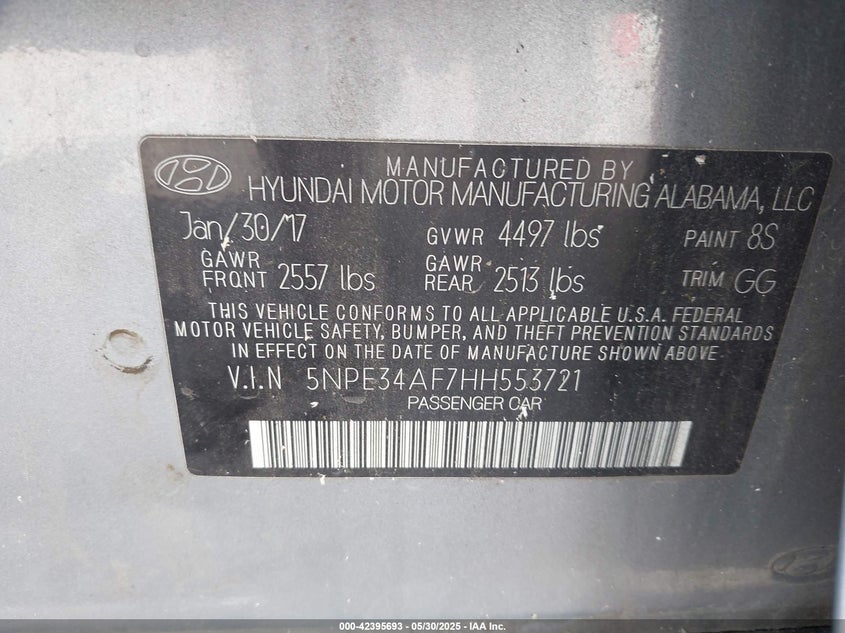 MANUFACTURED BY
HYUNDAI MOTOR MANUFACTURING ALABAMA, LLC
Jan/30/17 GVWR 4497 lbs PAINT 8S
GAWR FRONT 2557 lbs GAWR REAR 2513 lbs TRIM GG
THIS VEHICLE CONFORMS TO ALL APPLICABLE U.S.A. FEDERAL
MOTOR VEHICLE SAFETY, BUMPER, AND THEFT PREVENTION STANDARDS
IN EFFECT ON THE DATE OF MANUFACTURE SHOWN ABOVE.
V.I.N 5NPE34AF7HH553721
PASSENGER CAR
000-42395693 - 05/30/2025 - IAA Inc.